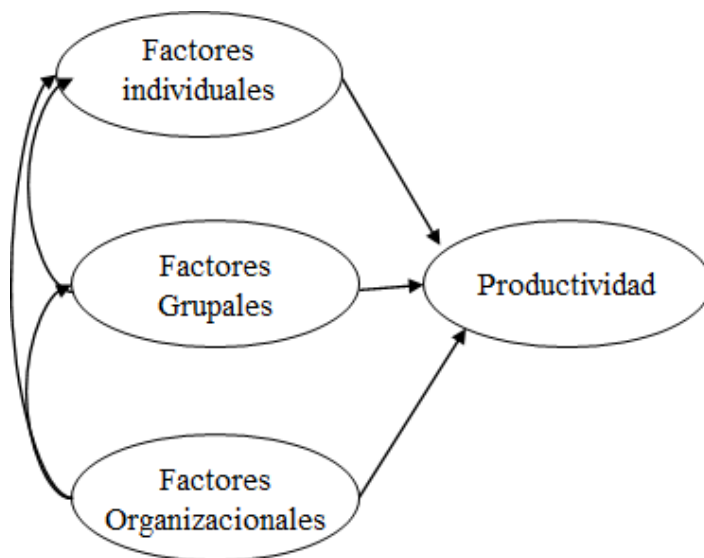 Factores
individuales
Factores
Grupales
Productividad
Factores
Organizacionales